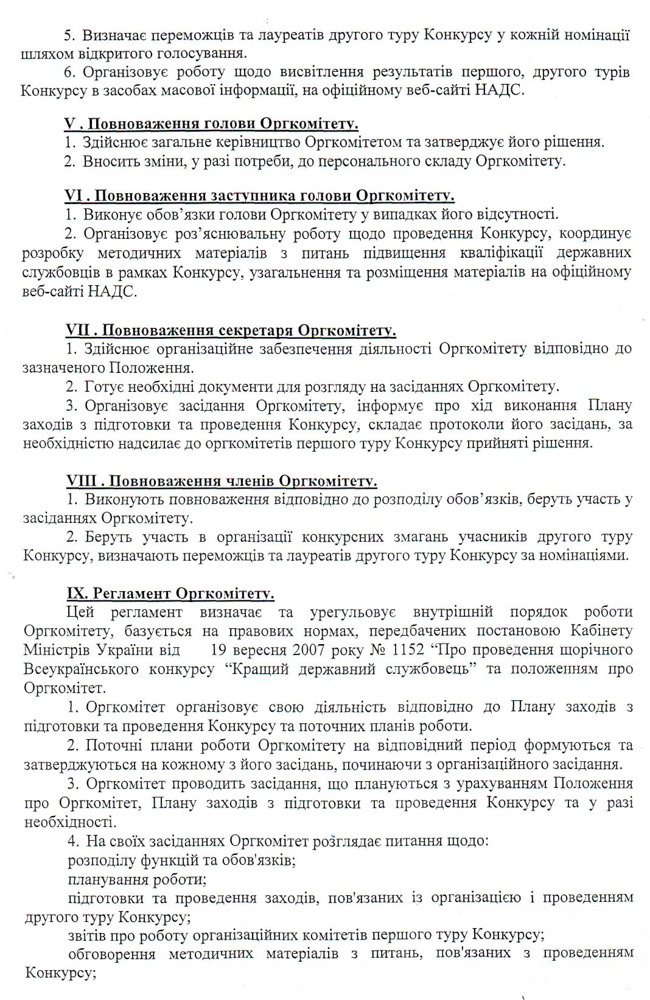 5. Визначає переможців та лауреатів другого туру Конкурсу у кожній номінації
шляхом відкритого голосування.
6. Організовує роботу щодо висвітлення результатів першого, другого турів
Конкурсу в засобах масової інформації, на офіційному веб-сайті НАДС.
V . Повноваження голови Оргкомітету.
1. Здійснює загальне керівництво Оргкомітетом та затверджує його рішення.
2. Вносить зміни, у разі потреби, до персонального складу Оргкомітету.
VI . Повноваження заступника голови Оргкомітету.
1. Виконує обов’язки голови Оргкомітету у випадках його відсутності.
2. Організовує роз’яснювальну роботу щодо проведення Конкурсу, координує
розробку методичних матеріалів з питань підвищення кваліфікації державних
службовців в рамках Конкурсу, узагальнення та розміщення матеріалів на офіційному
веб-сайті НАДС.
VII . Повноваження секретаря Оргкомітету.
1. Здійснює організаційне забезпечення діяльності Оргкомітету відповідно до
зазначеного Положення.
2. Готує необхідні документи для розгляду на засіданнях Оргкомітету.
3. Організовує засідання Оргкомітету, інформує про хід виконання Плану
заходів з підготовки та проведення Конкурсу, складає протоколи його засідань, за
необхідністю надсилає до оргкомітетів першого туру Конкурсу прийняті рішення.
VIII . Повноваження членів Оргкомітету.
1. Виконують повноваження відповідно до розподілу обов’язків, беруть участь у
засіданнях Оргкомітету.
2. Беруть участь в організації конкурсних змагань учасників другого туру
Конкурсу, визначають переможців та лауреатів другого туру Конкурсу за номінаціями.
IX. Регламент Оргкомітету.
Цей регламент визначає та урегульовує внутрішній порядок роботи
Оргкомітету, базується на правових нормах, передбачених постановою Кабінету
Міністрів України від 19 вересня 2007 року № 1152 “Про проведення щорічного
Всеукраїнського конкурсу “Кращий державний службовець” та положенням про
Оргкомітет.
1. Оргкомітет організовує свою діяльність відповідно до Плану заходів з
підготовки та проведення Конкурсу та поточних планів роботи.
2. Поточні плани роботи Оргкомітету на відповідний період формуються та
затверджуються на кожному з його засідань, починаючи з організаційного засідання.
3. Оргкомітет проводить засідання, що плануються з урахуванням Положення
про Оргкомітет, Плану заходів з підготовки та проведення Конкурсу та у разі
необхідності.
4. На своїх засіданнях Оргкомітет розглядає питання щодо:
розподілу функцій та обов'язків;
планування роботи;
підготовки та проведення заходів, пов'язаних із організацією і проведенням
другого туру Конкурсу;
звітів про роботу організаційних комітетів першого туру Конкурсу;
обговорення методичних матеріалів з питань, пов'язаних з проведенням
Конкурсу;